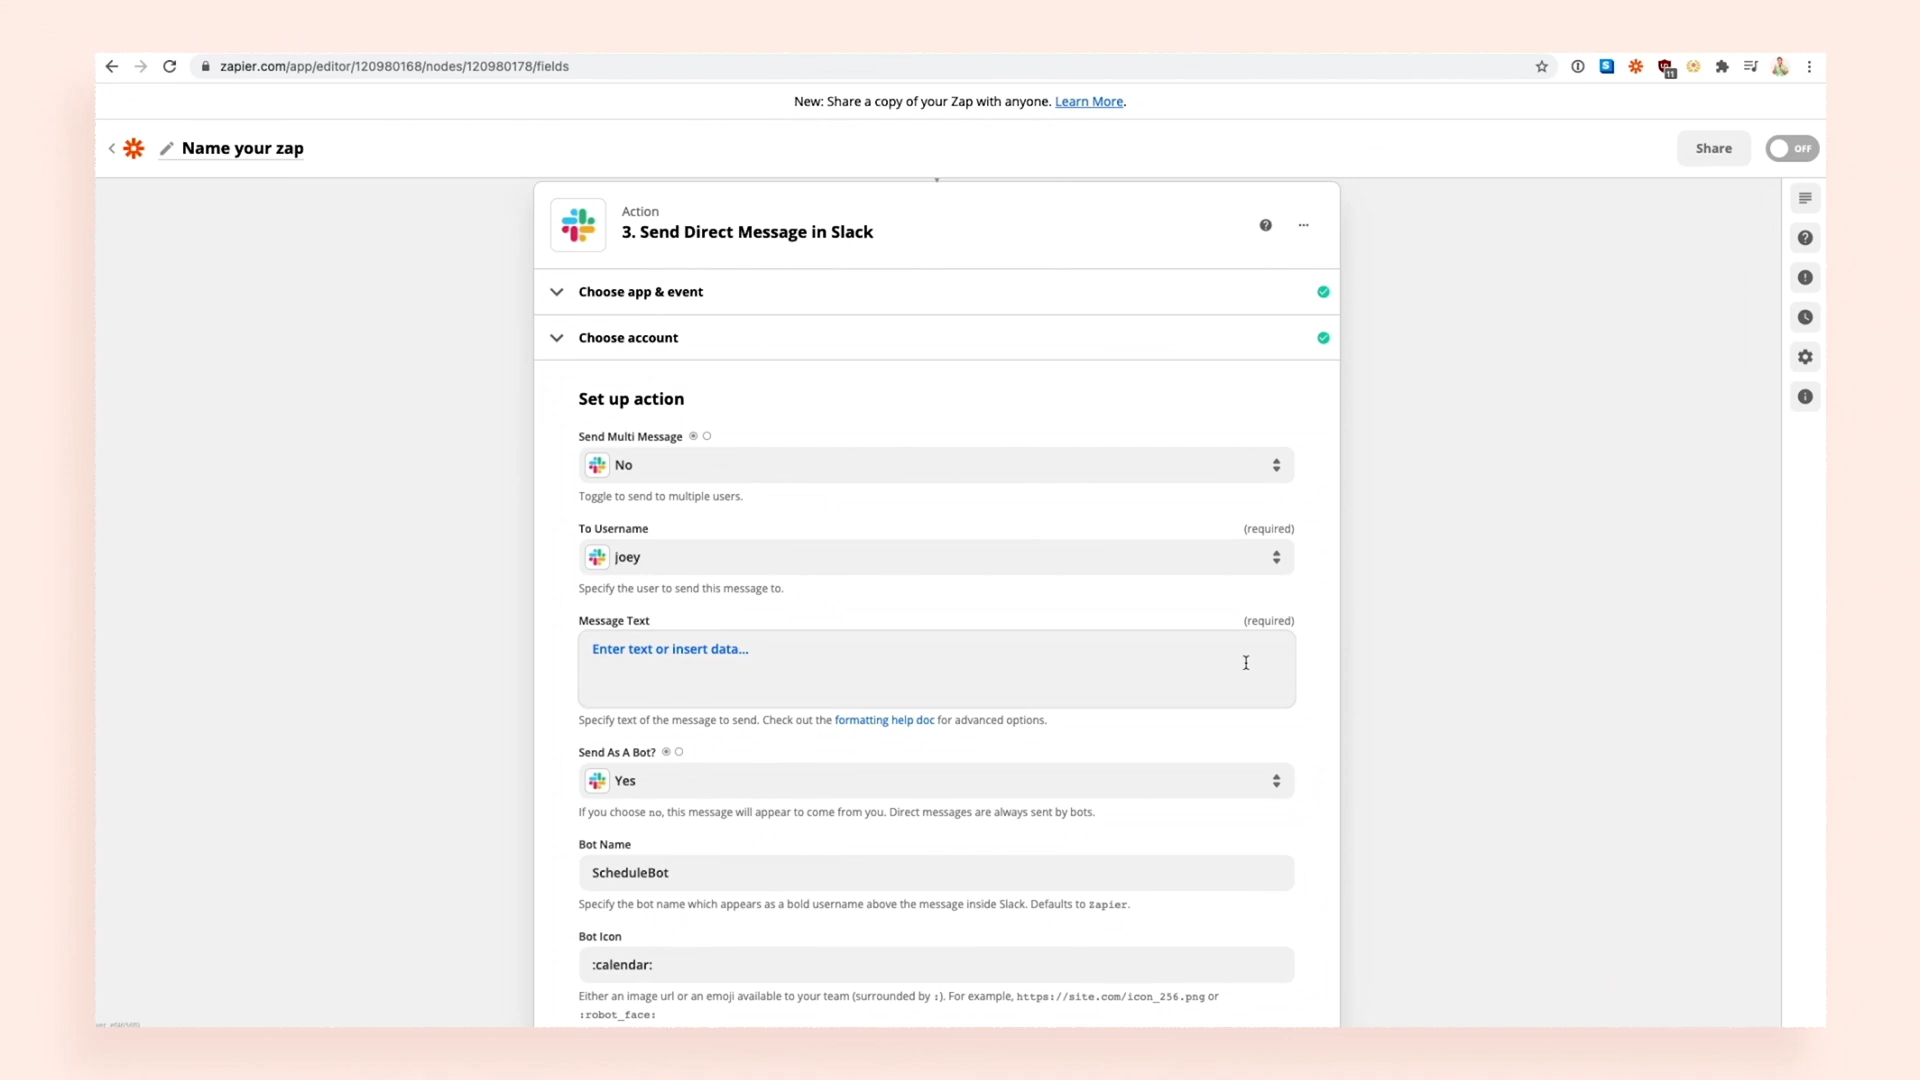 zapier.com/app/editor/120980168/nodes/120980178/fields
11
New: Share a copy of your Zap with anyone. Learn More.
Name your zap
Share
OFF
Action
3. Send Direct Message in Slack
Choose app & event
Choose account
Set up action
Send Multi Message
No
Toggle to send to multiple users.
To Username
(required)
joey
Specify the user to send this message to.
Message Text
(required)
Enter text or insert data...
Specify text of the message to send. Check out the formatting help doc for advanced options.
Send As A Bot?
Yes
If you choose no, this message will appear to come from you. Direct messages are always sent by bots.
Bot Name
ScheduleBot
Specify the bot name which appears as a bold username above the message inside Slack. Defaults to Zapier.
Bot Icon
:calendar:
Either an image url or an emoji available to your team (surrounded by :). For example, https://site.com/icon_256.png or
:robot_face: